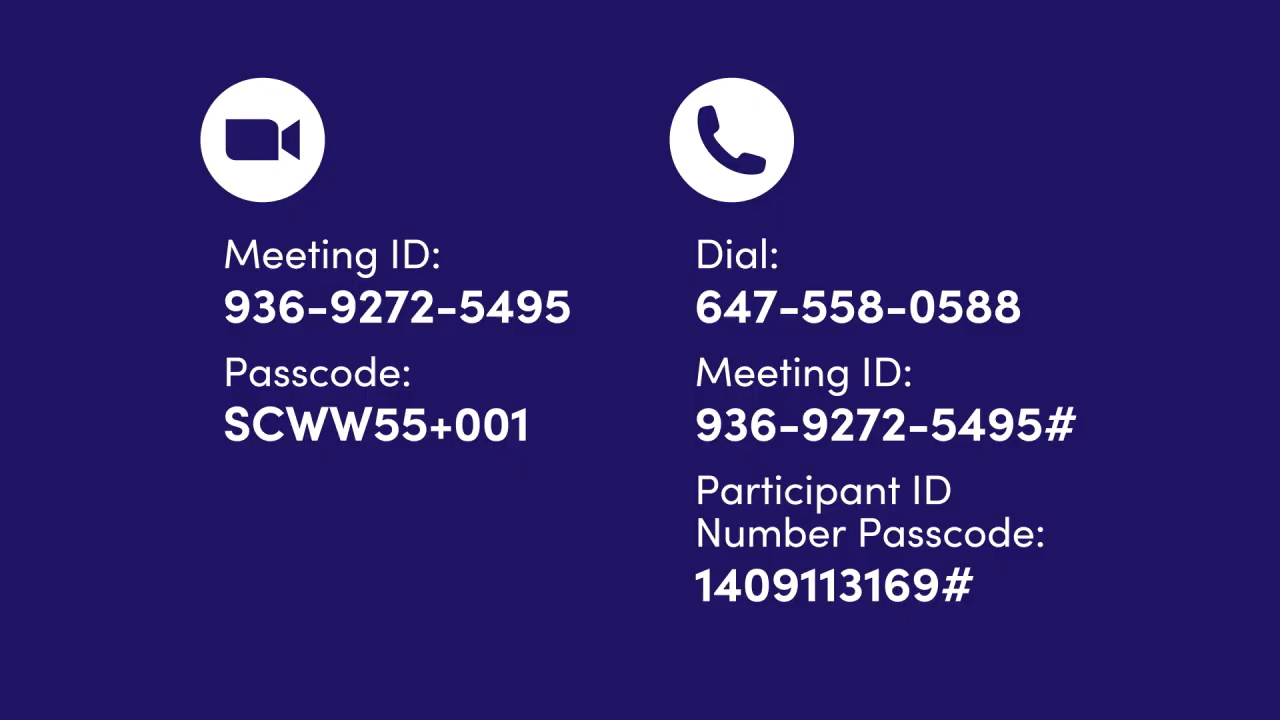 Meeting ID:
936-9272-5495
Passcode:
SCWW55+001
Dial:
647-558-0588
Meeting ID:
936-9272-5495#
Participant ID
Number Passcode:
1409113169#